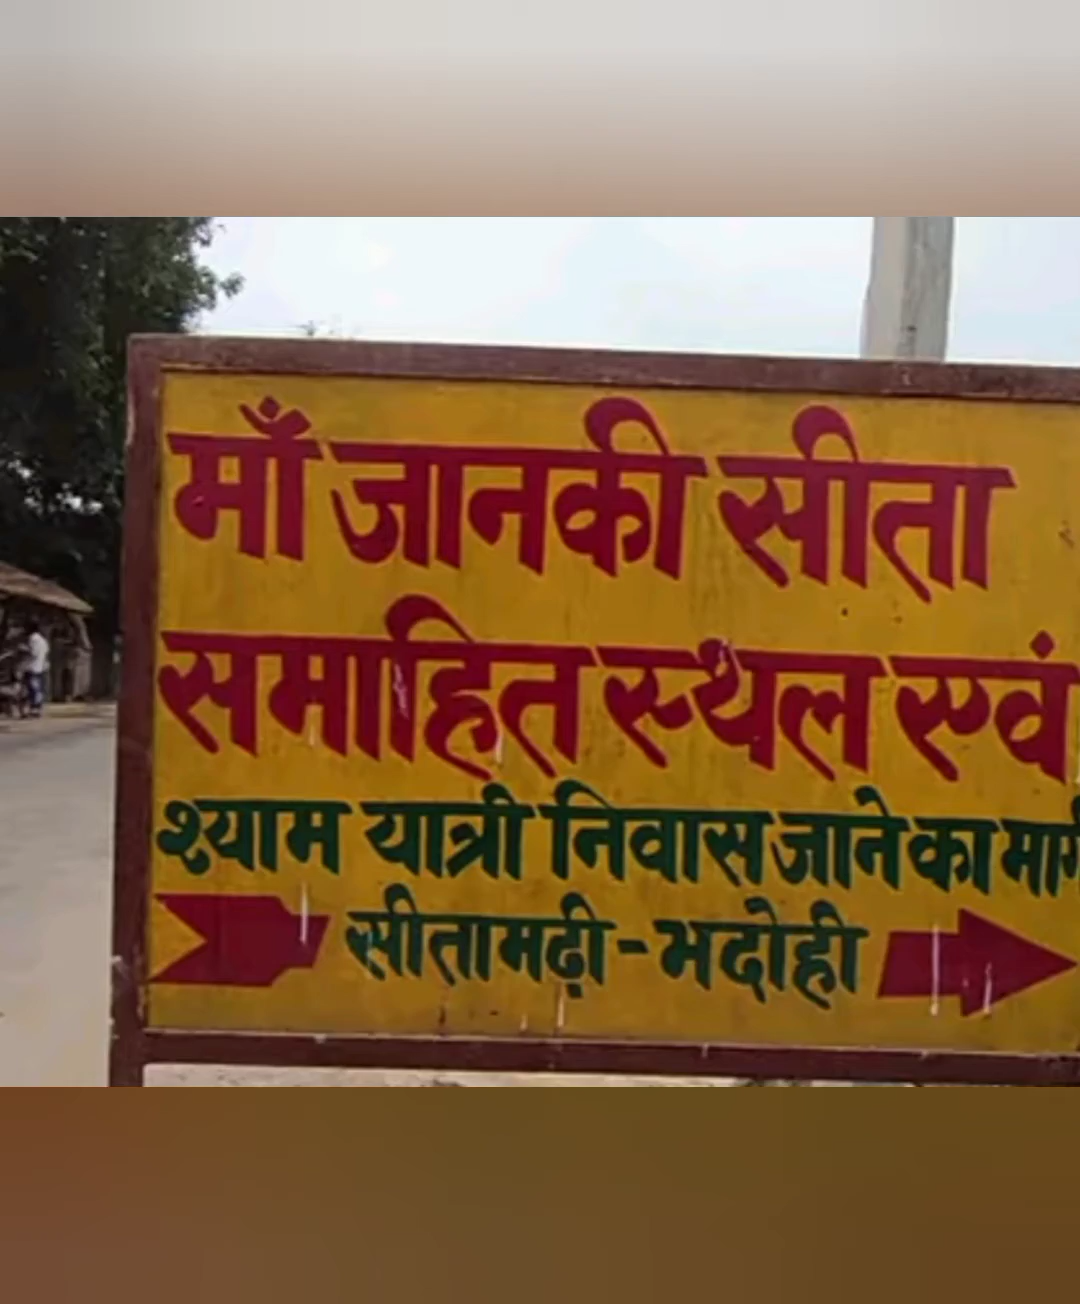 माँ जानकी सीता
समाहित स्थल एवं
श्याम यात्री निवास जाने का मार्ग
सीतामढ़ी-भदोही